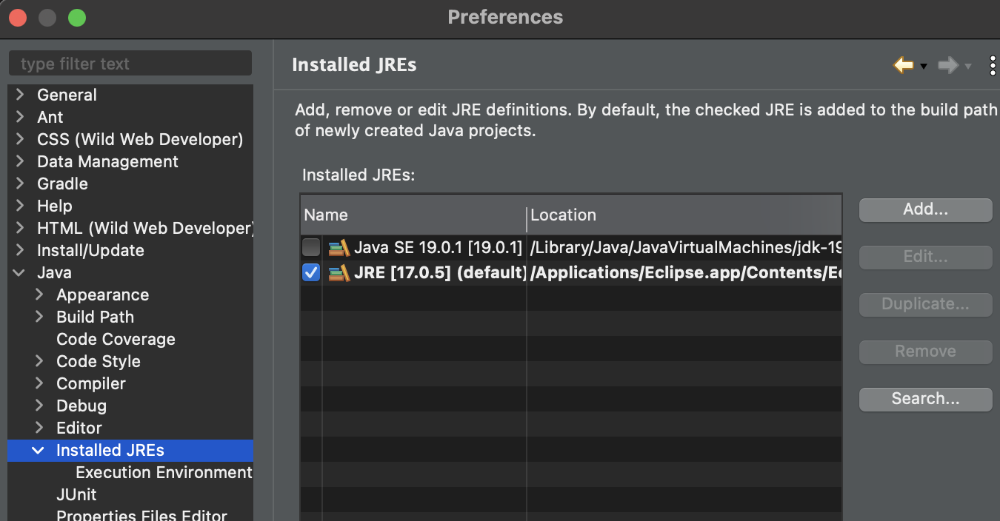 Preferences
type filter text
General
Ant
CSS (Wild Web Developer)
Data Management
Gradle
Help
HTML (Wild Web Developer)
Install/Update
Java
Appearance
Build Path
Code Coverage
Code Style
Compiler
Debug
Editor
Installed JREs
Execution Environment
JUnit
Properties Files Editor
Installed JREs
Add, remove or edit JRE definitions. By default, the checked JRE is added to the build path
of newly created Java projects.
Installed JREs:
Name Location
Java SE 19.0.1 [19.0.1] /Library/Java/JavaVirtualMachines/jdk-19
JRE [17.0.5] (default) /Applications/Eclipse.app/Contents/Ec
Add...
Edit...
Duplicate...
Remove
Search...